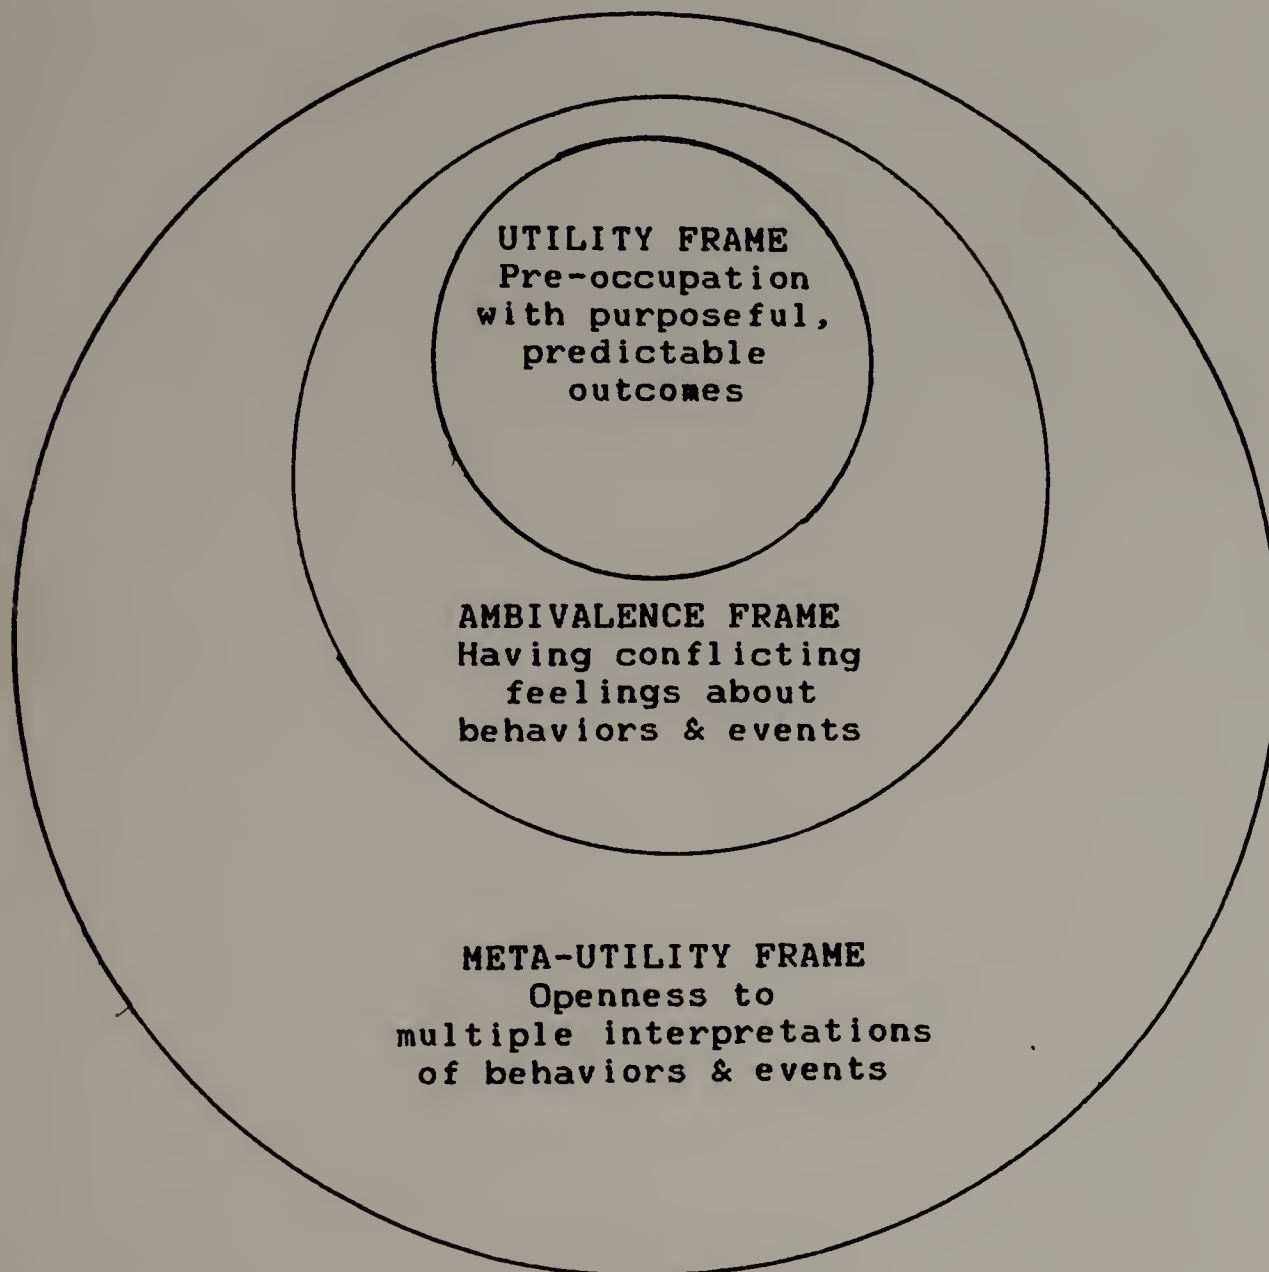 UTILITY FRAME
Pre-occupation
with purposeful,
predictable
outcomes
AMBIVALENCE FRAME
Having conflicting
feelings about
behaviors & events
META-UTILITY FRAME
Openness to
multiple interpretations
of behaviors & events